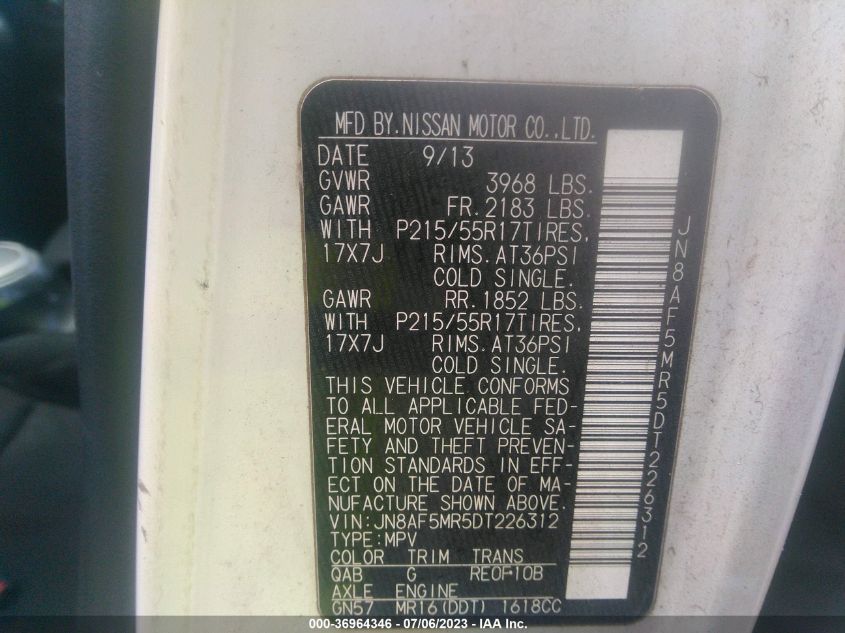 MFD BY.NISSAN MOTOR CO.,LTD.
DATE 9/13
GVWR 3968 LBS.
GAWR FR.2183 LBS.
WITH P215/55R17TIRES,
17X7J RIMS.AT36PSI
COLD SINGLE.
GAWR RR.1852 LBS.
WITH P215/55R17TIRES,
17X7J RIMS.AT36PSI
COLD SINGLE.
THIS VEHICLE CONFORMS
TO ALL APPLICABLE FED-
ERAL MOTOR VEHICLE SA-
FETY AND THEFT PREVEN-
TION STANDARDS IN EFF-
ECT ON THE DATE OF MA-
NUFACTURE SHOWN ABOVE.
VIN:JN8AF5MR5DT226312
TYPE:MPV
COLOR TRIM TRANS
QAB G RE0F10B
AXLE ENGINE
GN57 MR16(DDT) 1618CC
JN8AF5MR5DT226312
000-36964346 / 07/06/2023 - IAA Inc.